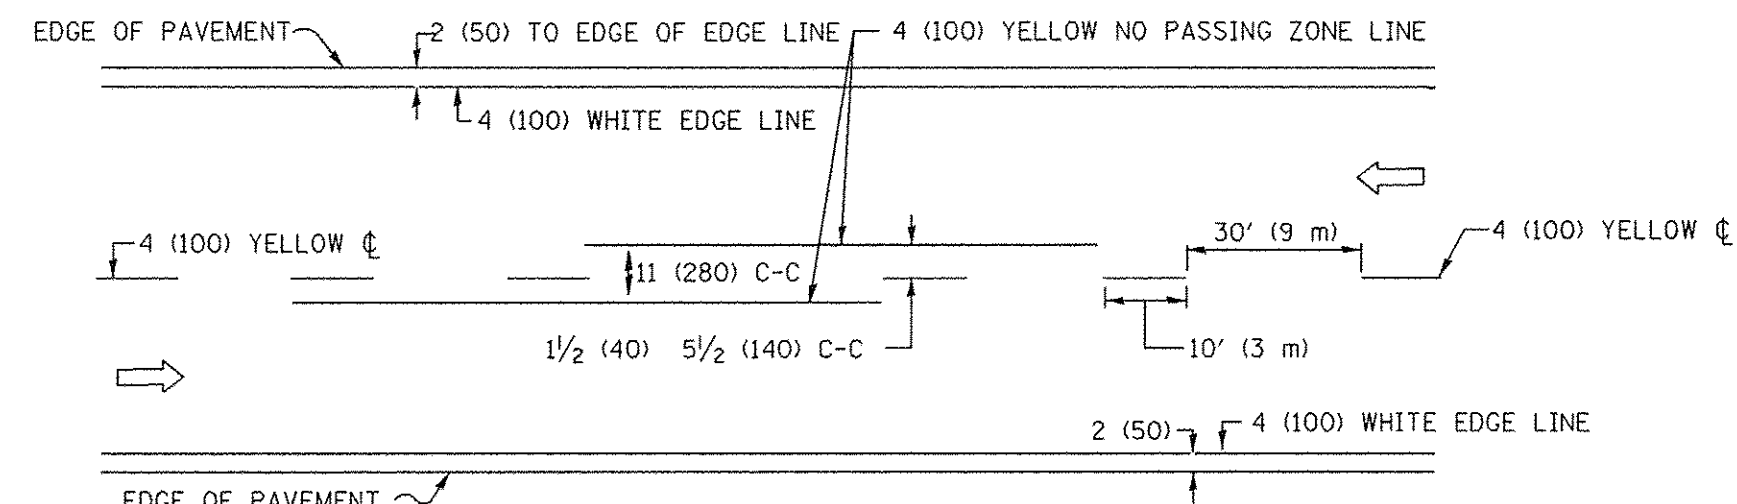 EDGE OF PAVEMENT
2 (50) TO EDGE OF EDGE LINE
4 (100) YELLOW NO PASSING ZONE LINE
4 (100) WHITE EDGE LINE
4 (100) YELLOW ℄
30' (9 m)
4 (100) YELLOW ℄
11 (280) C-C
1½ (40) 5½ (140) C-C
10' (3 m)
2 (50)
4 (100) WHITE EDGE LINE
EDGE OF PAVEMENT